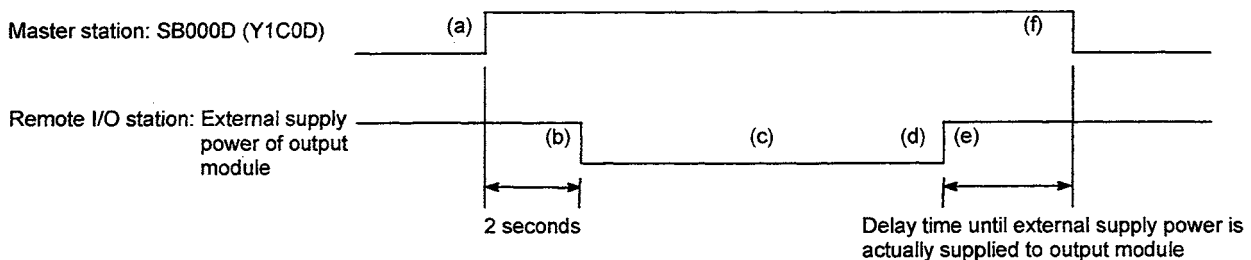 Master station: SB000D (Y1C0D)
(a)
(f)
Remote I/O station: External supply
power of output
module
(b)
(c)
(d)
(e)
2 seconds
Delay time until external supply power is
actually supplied to output module